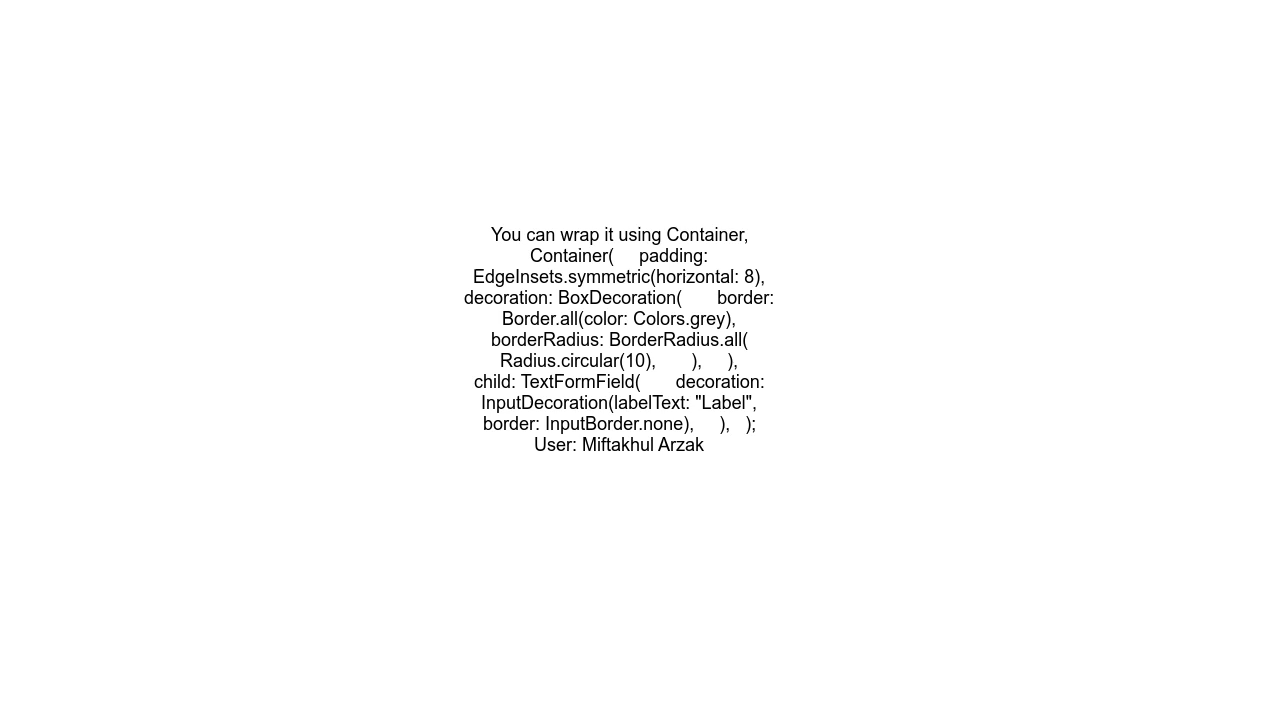 You can wrap it using Container,
Container(     padding:
EdgeInsets.symmetric(horizontal: 8),
decoration: BoxDecoration(       border:
Border.all(color: Colors.grey),
borderRadius: BorderRadius.all(
Radius.circular(10),       ),     ),
child: TextFormField(       decoration:
InputDecoration(labelText: "Label",
border: InputBorder.none),     ),   );
User: Miftakhul Arzak